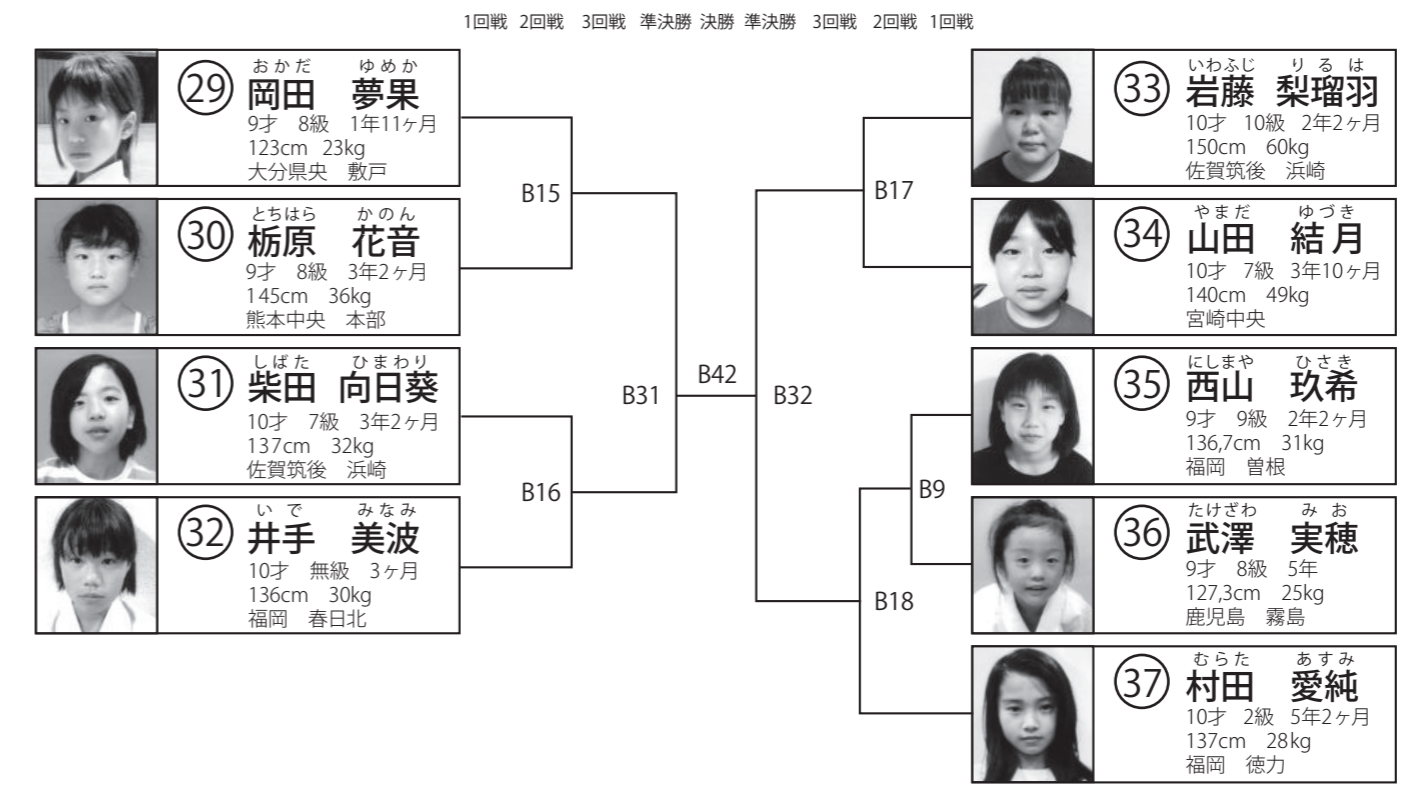 1回戦 2回戦 3回戦 準決勝 決勝 準決勝 3回戦 2回戦 1回戦
㉙
おかだ ゆめか
岡田 夢果
9才 8級 1年11ヶ月
123cm 23kg
大分県央 敷戸
㉚
とちはら かのん
栃原 花音
9才 8級 3年2ヶ月
145cm 36kg
熊本中央 本部
㉛
しばた ひまわり
柴田 向日葵
10才 7級 3年2ヶ月
137cm 32kg
佐賀筑後 浜崎
㉜
いで みなみ
井手 美波
10才 無級 3ヶ月
136cm 30kg
福岡 春日北
B15
B16
B31
B42
B32
B17
B9
B18
㉝
いわふじ りるは
岩藤 梨瑠羽
10才 10級 2年2ヶ月
150cm 60kg
佐賀筑後 浜崎
㉞
やまだ ゆづき
山田 結月
10才 7級 3年10ヶ月
140cm 49kg
宮崎中央
㉟
にしまや ひさき
西山 玖希
9才 9級 2年2ヶ月
136,7cm 31kg
福岡 曽根
㊱
たけざわ みお
武澤 実穂
9才 8級 5年
127,3cm 25kg
鹿児島 霧島
㊲
むらた あすみ
村田 愛純
10才 2級 5年2ヶ月
137cm 28kg
福岡 徳力